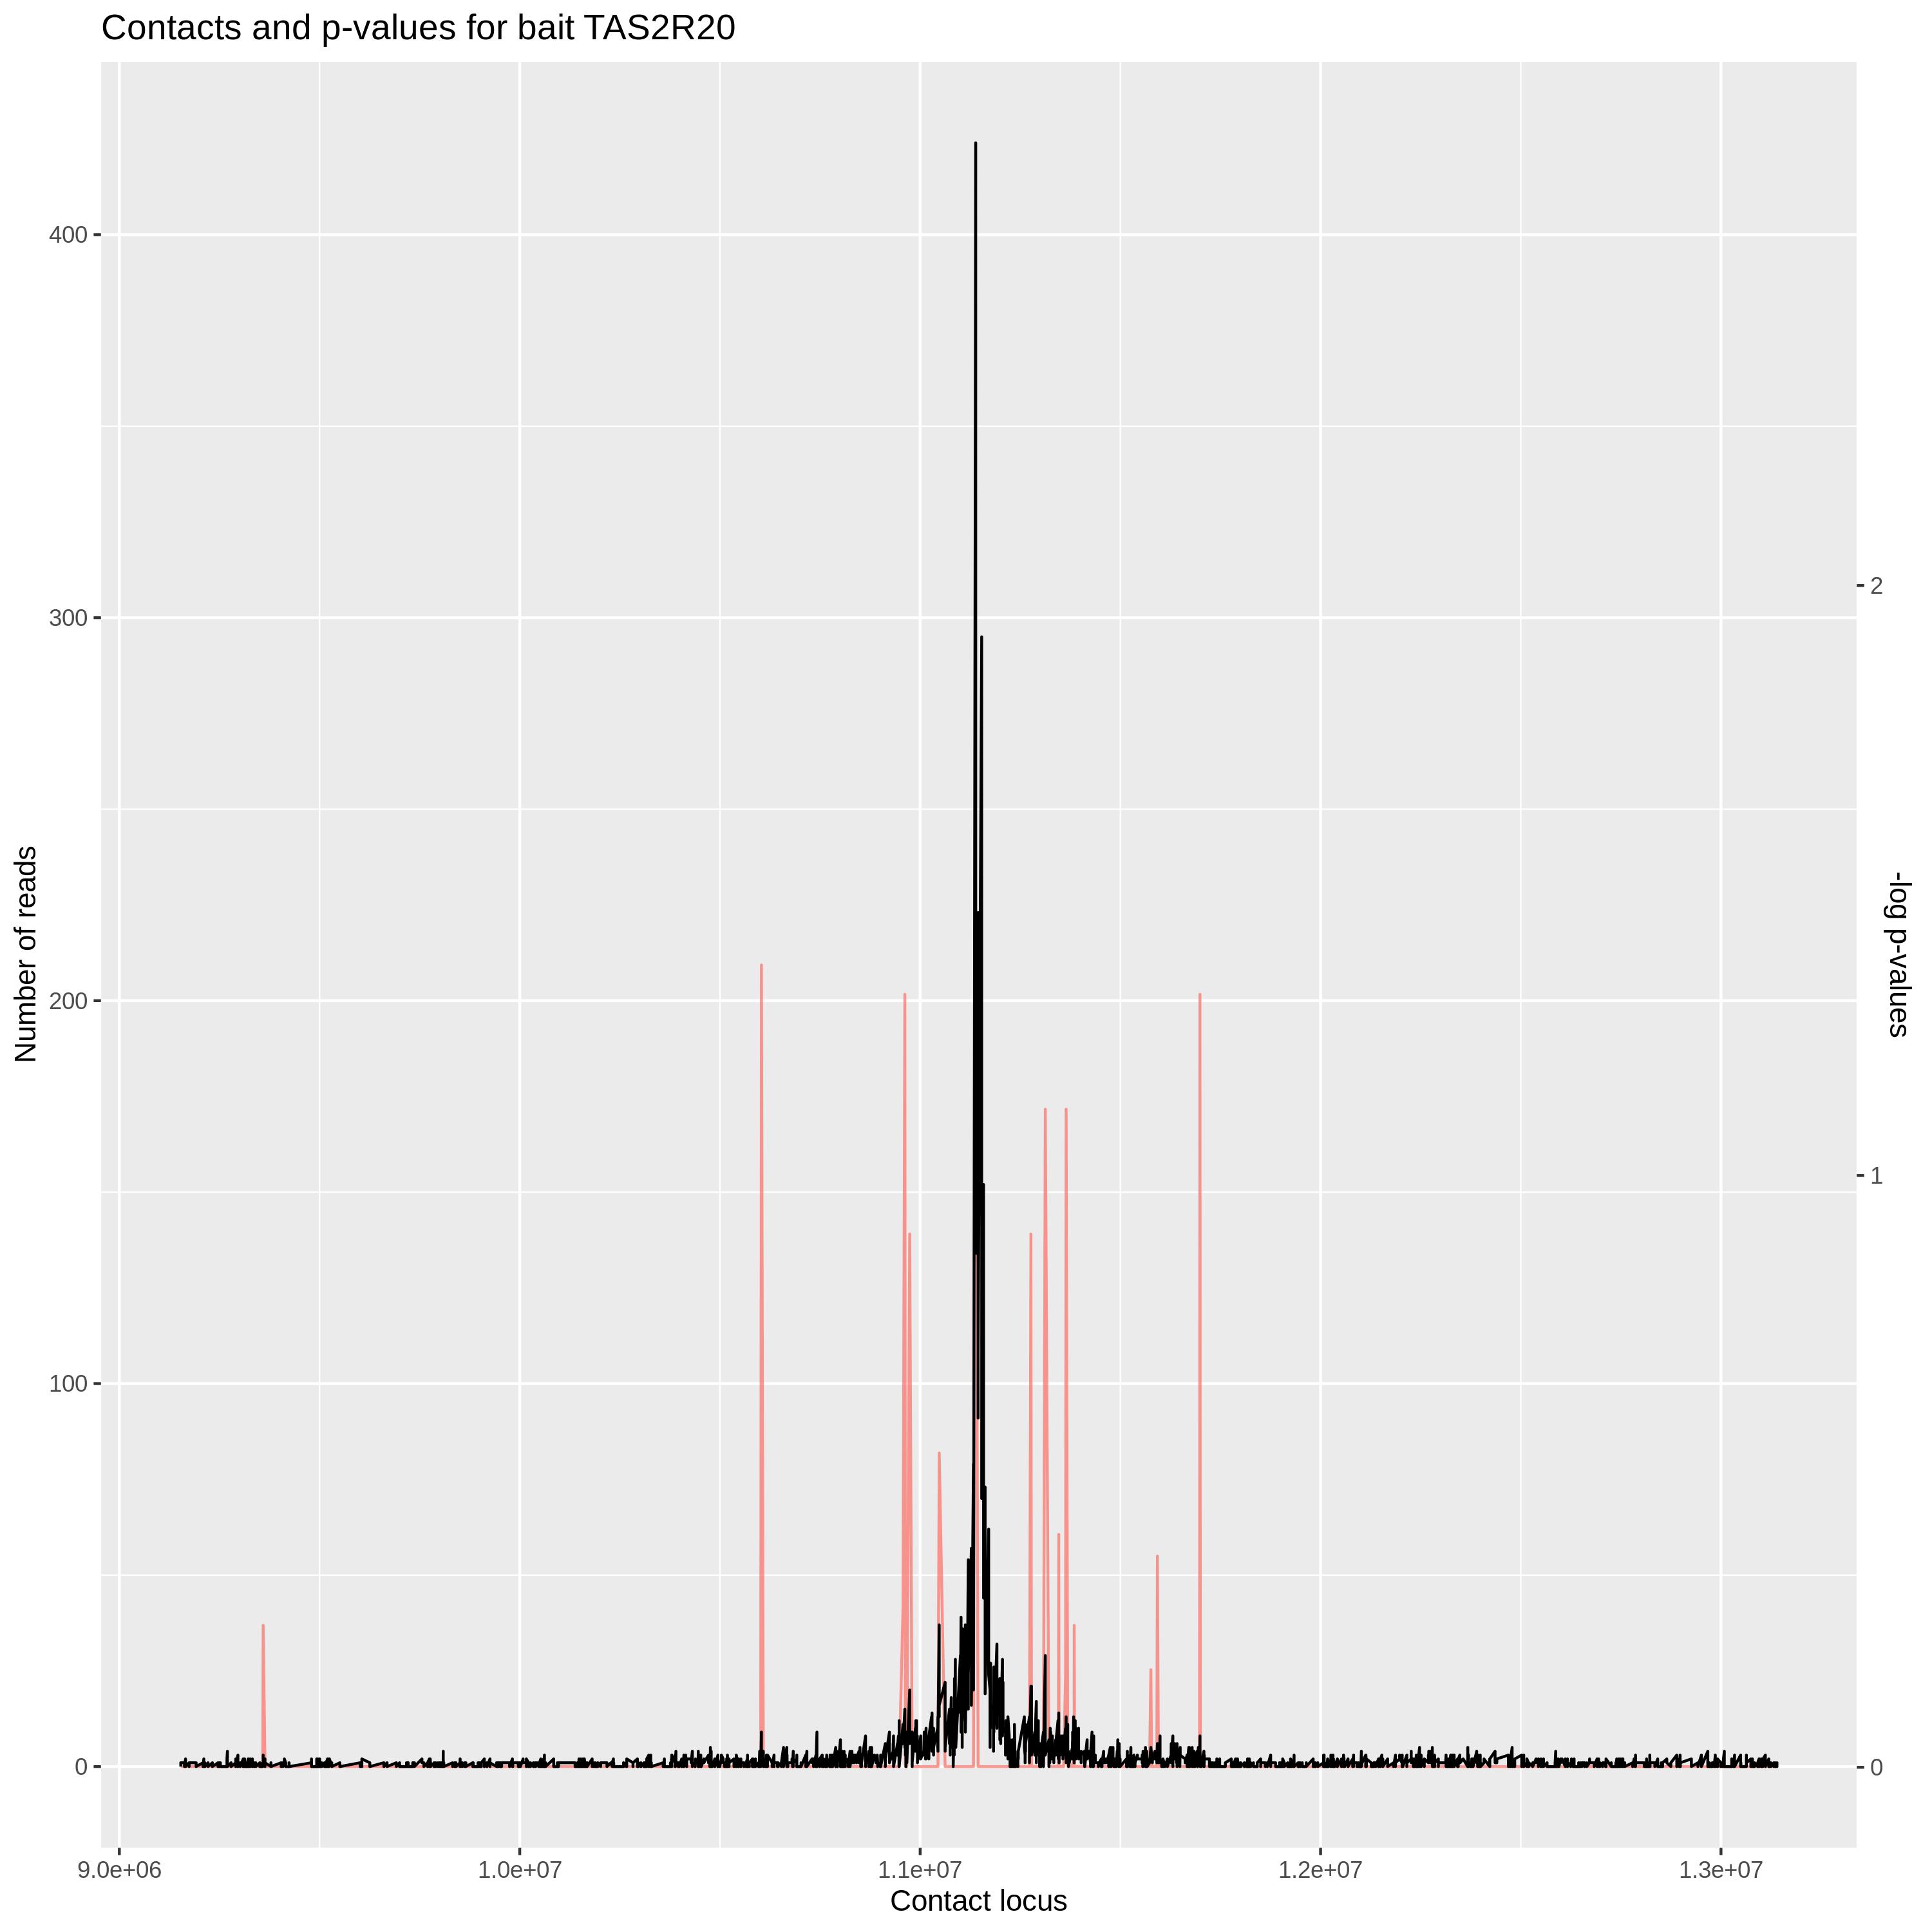 Contacts and p-values for bait TAS2R20
Number of reads
400
300
200
100
0
2
1
0
-log p-values
9.0e+06 1.0e+07 1.1e+07 1.2e+07 1.3e+07
Contact locus